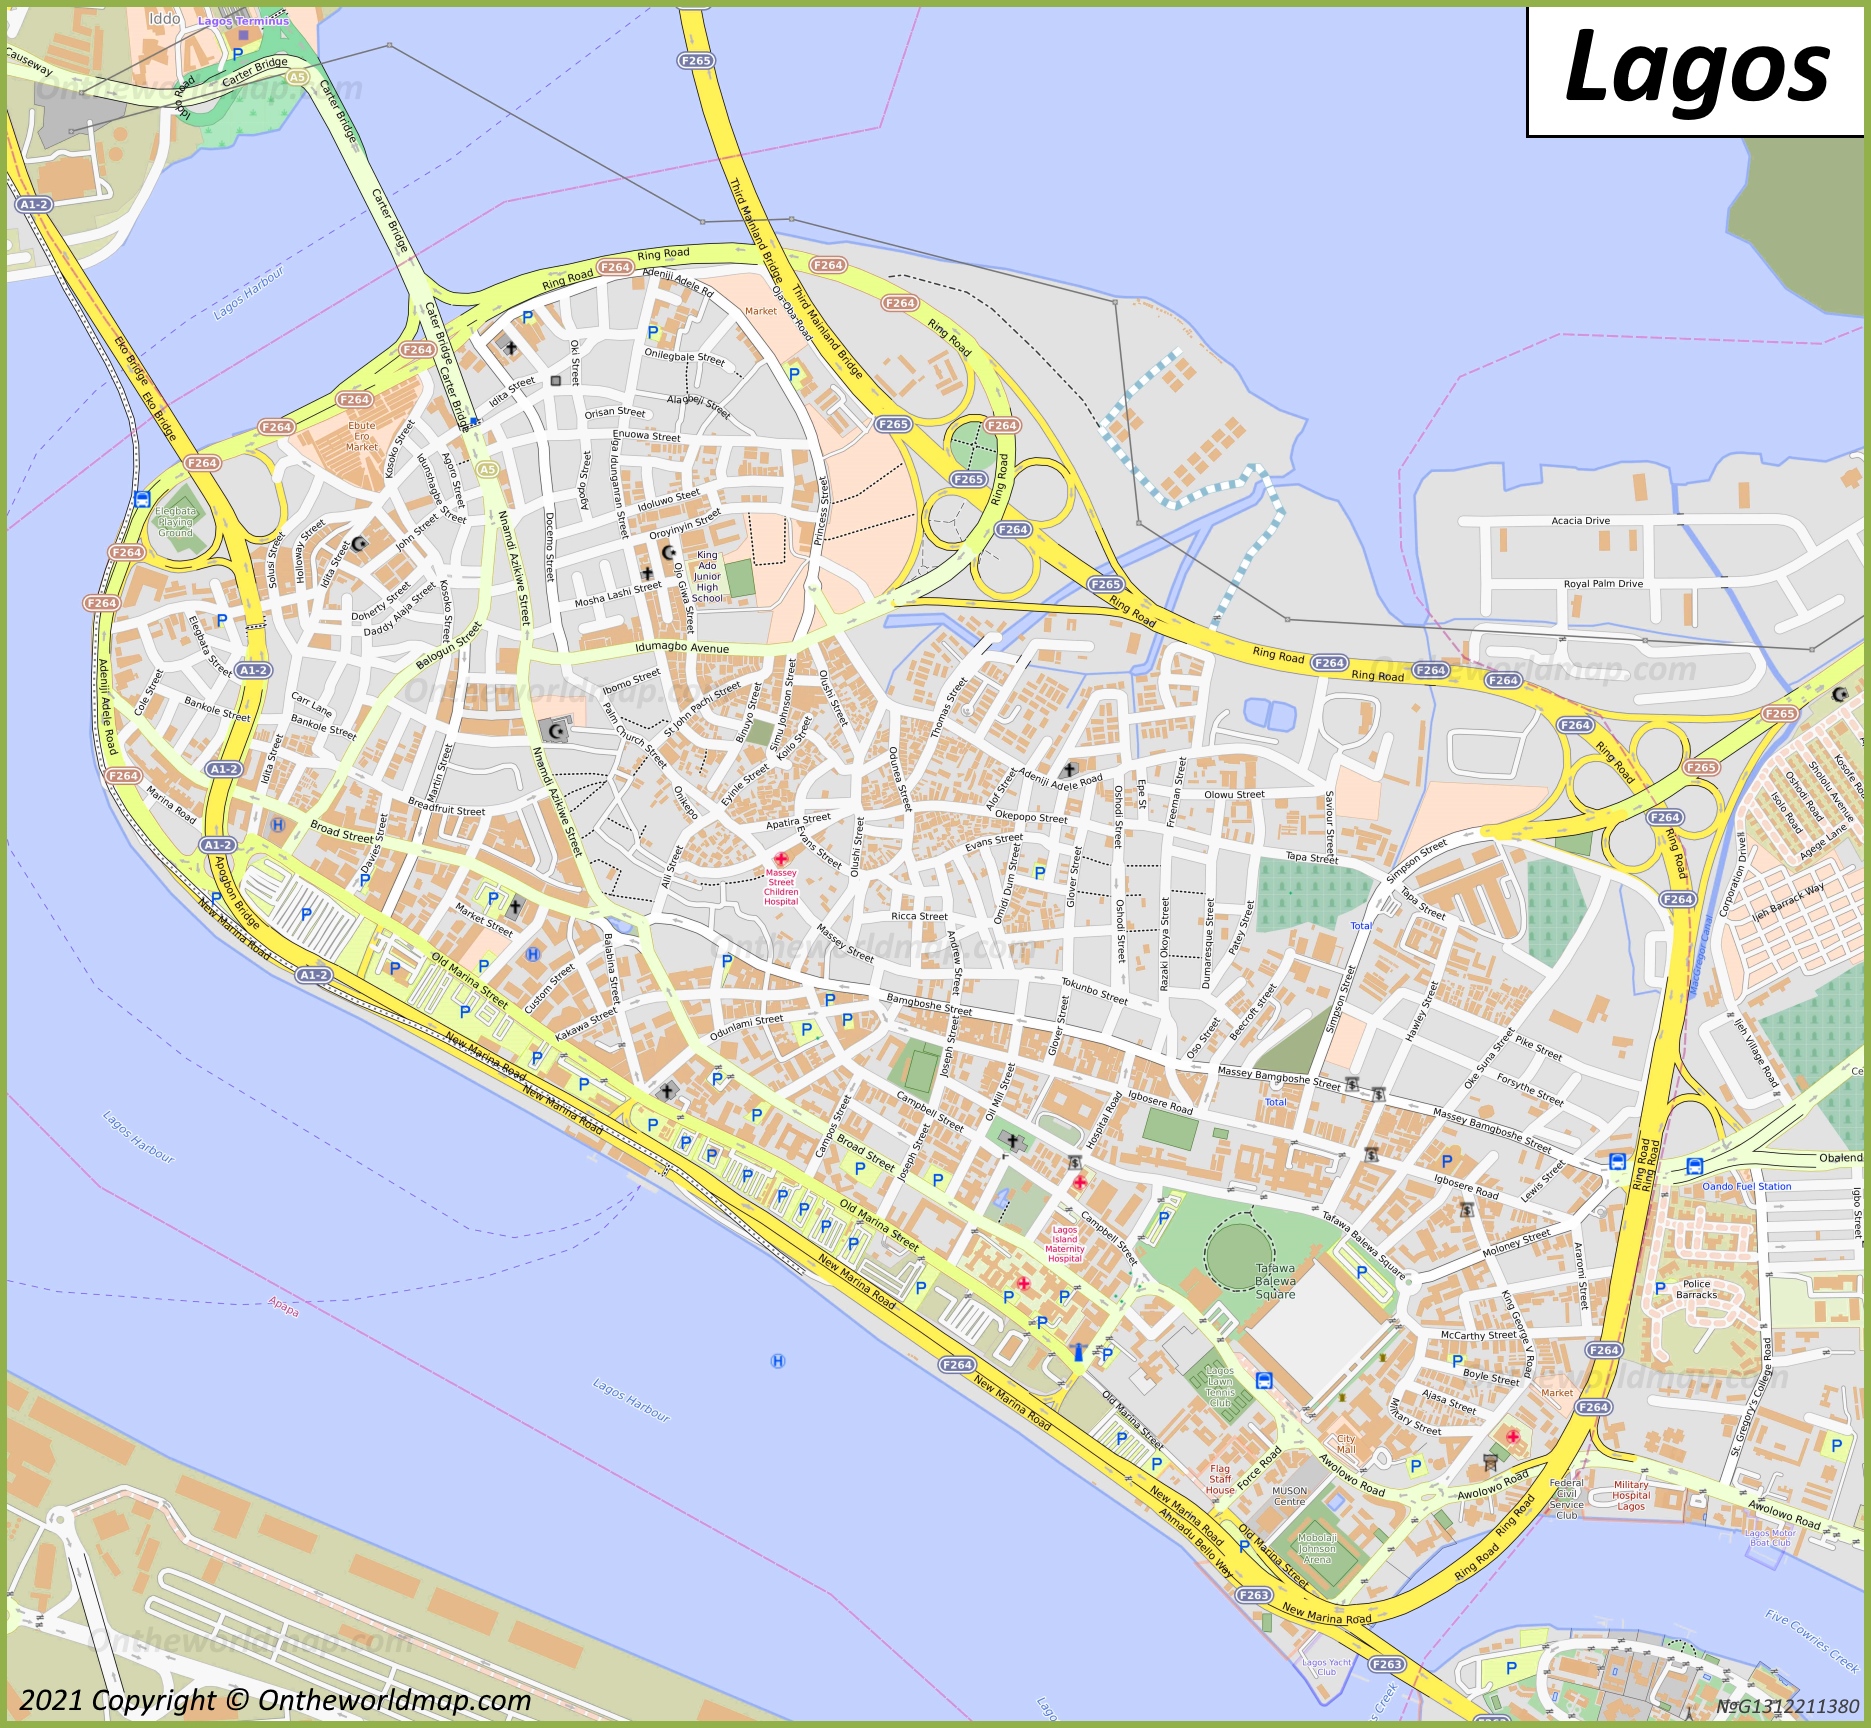 Lagos
Iddo
Lagos Terminus
P
Causeway
Carter Bridge
Iddo Road
A5
Carter Bridge
F265
A1-2
Carter Bridge
Third Mainland Bridge
Lagos Harbour
Ring Road
F264
Ring Road
Adeniji Adele Rd
F264
F264
Oja-Oba Road
Market
Third Mainland Bridge
Cater Bridge
Carter Bridge
Eko Bridge
Eko Bridge
F264
Onilegbale Street
Ring Road
Oki Street
Idita Street
Alagbeji Street
Orisan Street
F264
F264
Ebute
Ero
Market
Enuowa Street
F265
F264
Kosoko Street
Idunshagbe Street
Agoro Street
Iga Idunganran Street
A5
F264
F265
Ring Road
Idoluwo Steet
Agogo Street
Princess Street
Elegbata
Playing
Ground
Oroyinyin Street
Acacia Drive
F264
Holloway Street
John Street
Nnamdi Azikiwe Street
Docemo Street
F264
King
Ado
Junior
High
School
Solusi Street
Idita Street
Royal Palm Drive
F265
F264
Doherty Street
Daddy Alaja Street
Kosoko Street
Mosha Lashi Street
Ojo Giwa Street
Ring Road
Elegbata Street
Balogun Street
Idumagbo Avenue
Ring Road
F264
F264
F264
Ring Road
A1-2
Adeniji Adele Road
Cole Street
Bankole Street
Carr Lane
Bankole Street
Ibomo Street
St John Pachi Street
Palm Church Street
Binuyo Street
Simu Johnson Street
Kollo Street
Olushi Street
Thomas Street
F264
F265
Idita Street
Martin Street
Nnamdi Azikiwe Street
Odunea Street
Ring Road
F265
F264
A1-2
Adeniji Adele Road
Eyinle Street
Onikepo
Marina Road
Breadfruit Street
Alof Street
Epe St
Oshodi Street
Freeman Street
Olowu Street
Saviour Street
Kosofe Road
Shololu Avenue
Oshodi Road
Isolo Road
Agege Lane
Broad Street
Davies Street
Apatira Street
Evans Street
Okepopo Street
F264
Ring Road
A1-2
Apogbon Bridge
Massey
Street
Children
Hospital
Olushi Street
Evans Street
Tapa Street
Simpson Street
Corporation Drive
Alli Street
Omidi Dum Street
Glover Street
Tapa Street
F264
Ijeh Barrack Way
New Marina Road
Market Street
Ricca Street
Oshodi Street
Razaki Okoya Street
Dumaresque Street
Patey Street
Total
Massey Street
Andrew Street
MacGregor Canal
A1-2
Old Marina Street
Balabina Street
Custom Street
Tokunbo Street
Simpson Street
Hawley Street
Bamgboshe Street
Kakawa Street
Odunlami Street
Joseph Street
Glover Street
Oso Street
Beecroft street
Oke Suna Street
Pike Street
Ijeh Village Road
New Marina Road
New Marina Road
Massey Bamgboshe Street
Forsythe Street
Total
Lagos Harbour
Campbell Street
Oil Mill Street
Igbosere Road
Hospital Road
Massey Bamgboshe Street
Campos Street
Broad Street
Joseph Street
Ring Road
Ring Road
Obalend
Igbosere Road
Lewis Street
Oando Fuel Station
Igbo Street
Old Marina Street
Campbell Street
Tafawa Balewa Square
Moloney Street
Lagos
Island
Maternity
Hospital
New Marina Road
Tafawa
Balewa
Square
Araromi Street
Police
Barracks
Apapa
King George V Road
McCarthy Street
F264
F264
Lagos
Lawn
Tennis
Club
Boyle Street
Ajasa Street
Military Street
Market
St. Gregory's College Road
Lagos Harbour
New Marina Road
Old Marina Street
F264
City
Mall
Force Road
Awolowo Road
Awolowo Road
Flag
Staff
House
MUSON
Centre
Federal
Civil
Service
Club
Military
Hospital
Lagos
Awolowo Road
Lagos Motor
Boat Club
New Marina Road
Ahmadu Bello Way
Old Marina Street
Mobolaji
Johnson
Arena
Ring Road
Ring Road
F263
New Marina Road
Lagos Yacht
Club
F263
Five Cowries Creek
Ontheworldmap.com
2021 Copyright © Ontheworldmap.com
№G1312211380